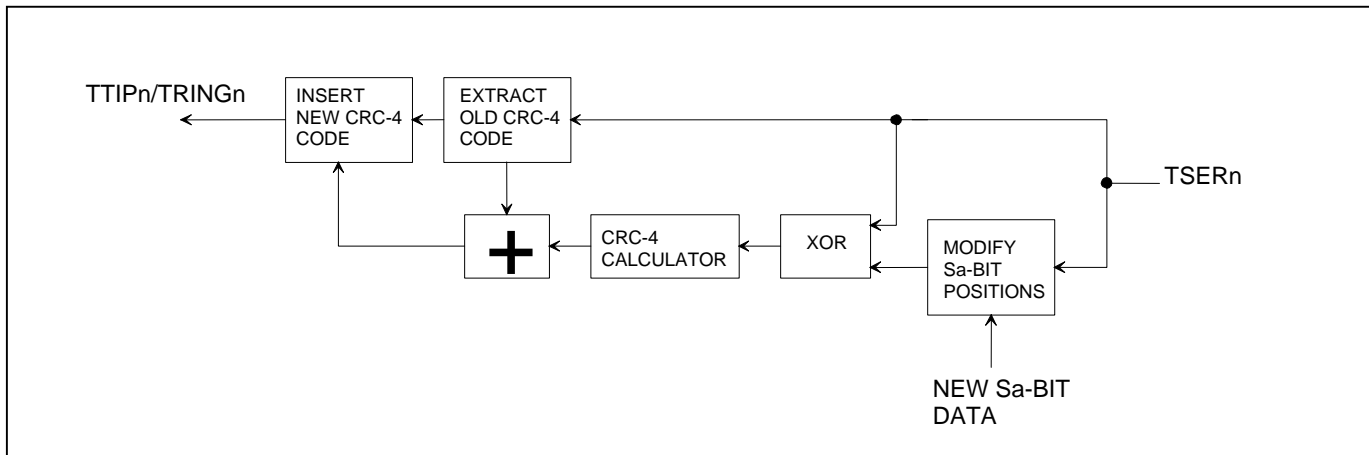 TTIPn/TRINGn
INSERT
NEW CRC-4
CODE
EXTRACT
OLD CRC-4
CODE
TSERn
+
CRC-4
CALCULATOR
XOR
MODIFY
Sa-BIT
POSITIONS
NEW Sa-BIT
DATA